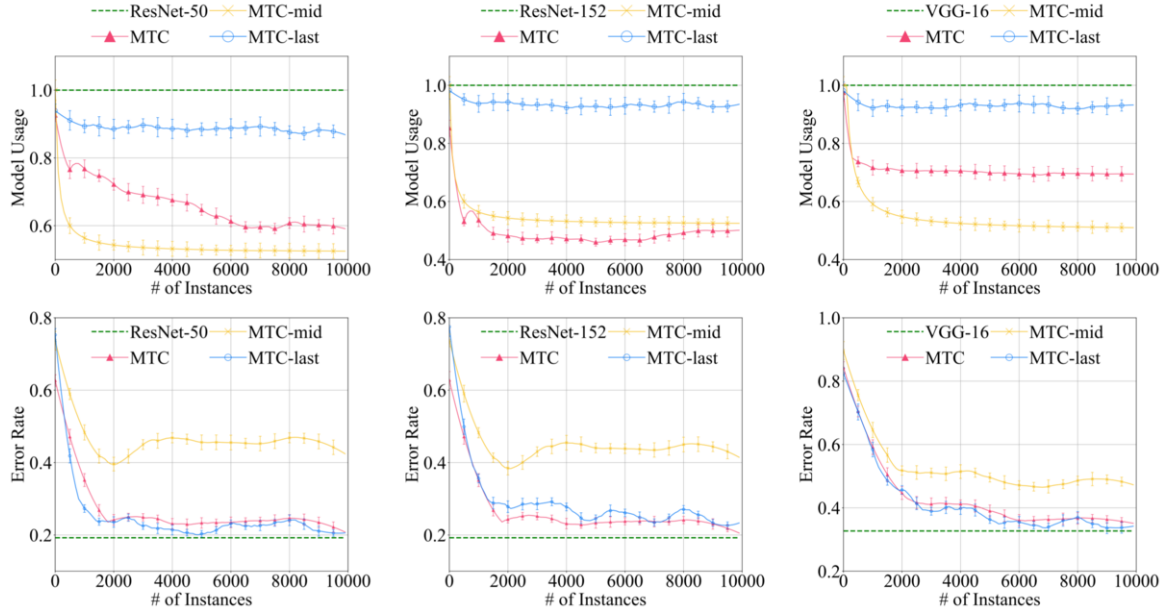 ResNet-50 MTC-mid
MTC MTC-last
1.0
0.8
0.6
Model Usage
0 2000 4000 6000 8000 10000
# of Instances
ResNet-152 MTC-mid
MTC MTC-last
1.0
0.8
0.6
0.4
Model Usage
0 2000 4000 6000 8000 10000
# of Instances
VGG-16 MTC-mid
MTC MTC-last
1.0
0.8
0.6
0.4
Model Usage
0 2000 4000 6000 8000 10000
# of Instances
ResNet-50 MTC-mid
MTC MTC-last
0.8
0.6
0.4
0.2
Error Rate
0 2000 4000 6000 8000 10000
# of Instances
ResNet-152 MTC-mid
MTC MTC-last
0.8
0.6
0.4
0.2
Error Rate
0 2000 4000 6000 8000 10000
# of Instances
VGG-16 MTC-mid
MTC MTC-last
1.0
0.8
0.6
0.4
0.2
Error Rate
0 2000 4000 6000 8000 10000
# of Instances